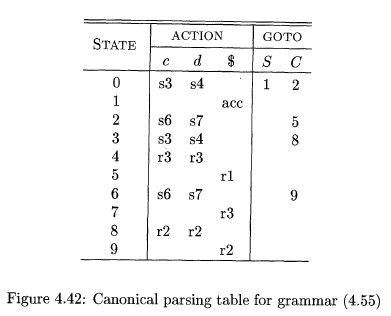 STATE ACTION GOTO
c d $ S C
0 s3 s4 1 2
1 acc
2 s6 s7 5
3 s3 s4 8
4 r3 r3
5 r1
6 s6 s7 9
7 r3
8 r2 r2
9 r2
Figure 4.42: Canonical parsing table for grammar (4.55)